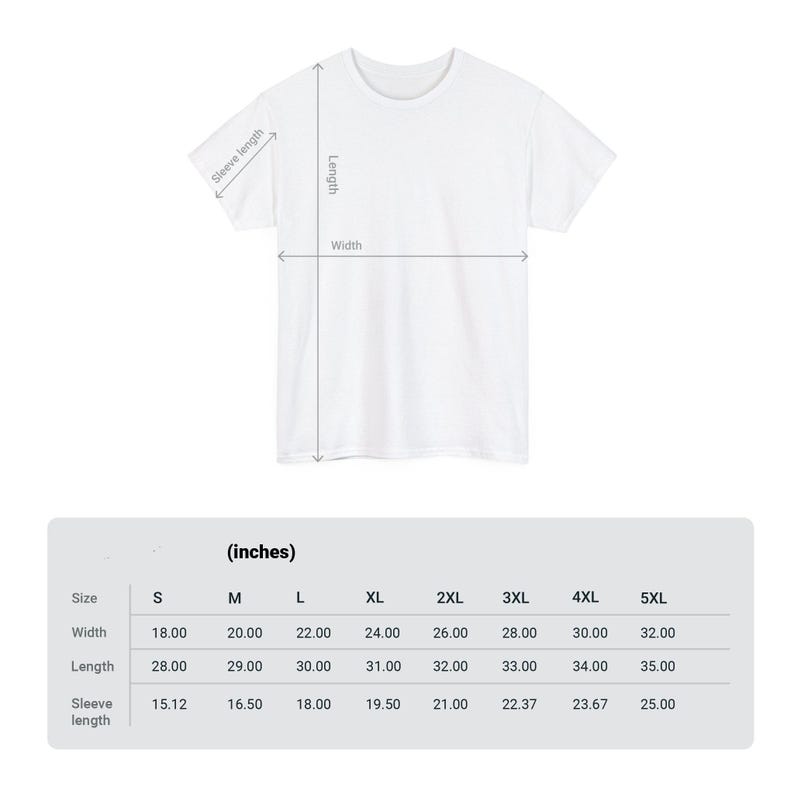 Sleeve length
Length
Width
(inches)
Size S M L XL 2XL 3XL 4XL 5XL
Width 18.00 20.00 22.00 24.00 26.00 28.00 30.00 32.00
Length 28.00 29.00 30.00 31.00 32.00 33.00 34.00 35.00
Sleeve 15.12 16.50 18.00 19.50 21.00 22.37 23.67 25.00
length